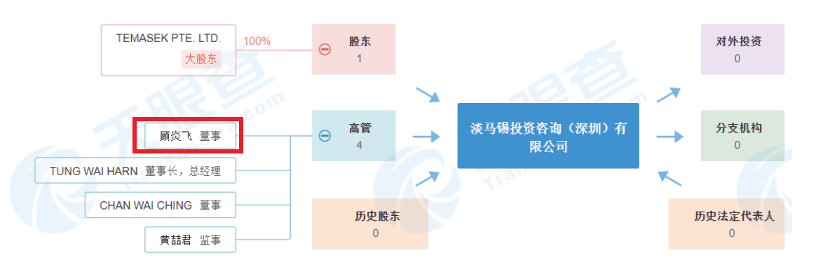 TEMASEK PTE. LTD.
大股东
100%
股东
1
顾炎飞 董事
TUNG WAI HARN 董事长，总经理
CHAN WAI CHING 董事
黄喆君 监事
高管
4
历史股东
0
淡马锡投资咨询（深圳）有
限公司
对外投资
0
分支机构
0
历史法定代表人
0
天眼查